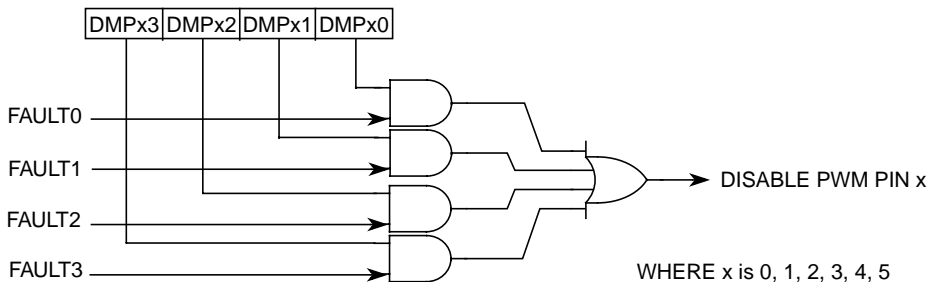 DMPx3 DMPx2 DMPx1 DMPx0
FAULT0
FAULT1
FAULT2
FAULT3
DISABLE PWM PIN x
WHERE x is 0, 1, 2, 3, 4, 5